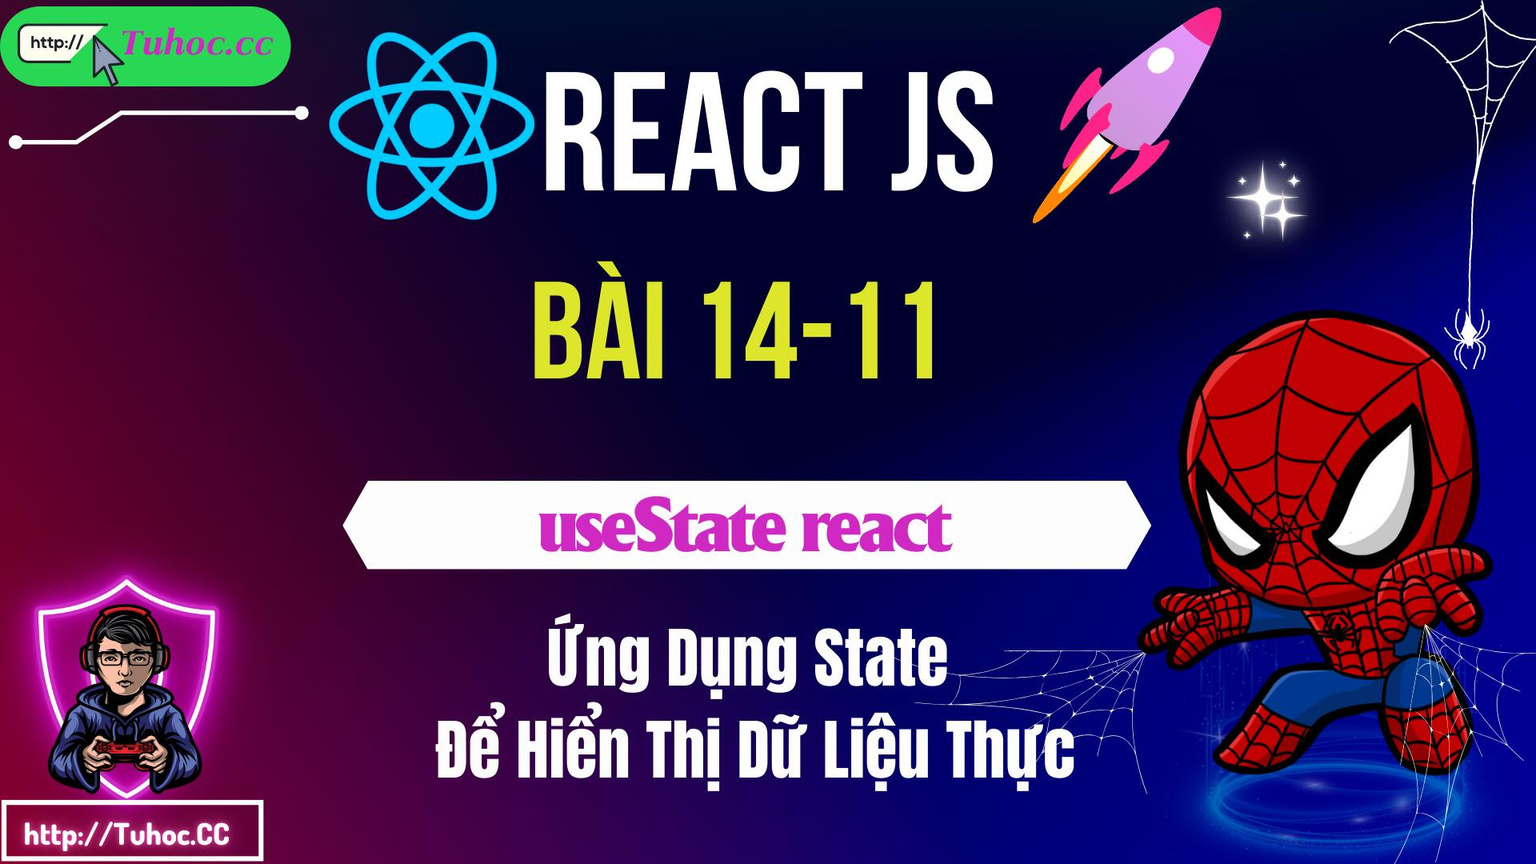 http://
Tuhoc.cc
REACT JS
BÀI 14-11
useState react
Ứng Dụng State
Để Hiển Thị Dữ Liệu Thực
http://Tuhoc.CC